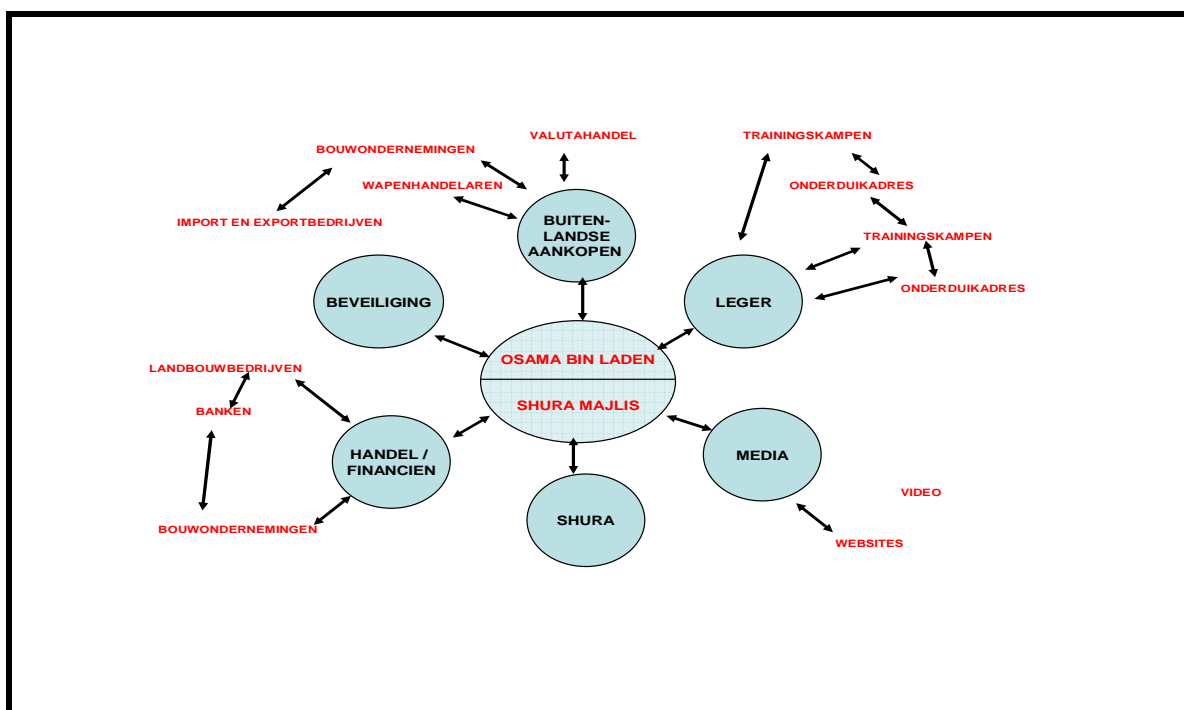 VALUTAHANDEL
TRAININGSKAMPEN
BOUWONDERNEMINGEN
WAPENHANDELAREN
ONDERDUIKADRES
IMPORT EN EXPORTBEDRIJVEN
BUITEN-
LANDSE
AANKOPEN
TRAININGSKAMPEN
ONDERDUIKADRES
BEVEILIGING
LEGER
OSAMA BIN LADEN
SHURA MAJLIS
LANDBOUWBEDRIJVEN
BANKEN
HANDEL /
FINANCIEN
MEDIA
VIDEO
SHURA
BOUWONDERNEMINGEN
WEBSITES